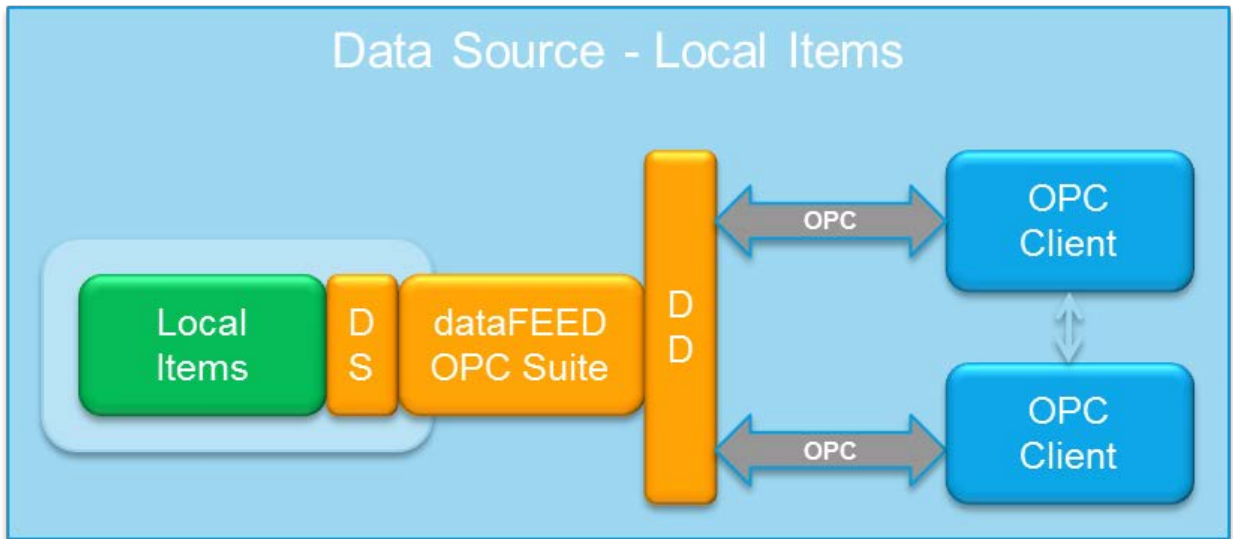 Data Source - Local Items
Local
Items
D
S
dataFEED
OPC Suite
D
D
OPC
OPC
Client
OPC
OPC
Client